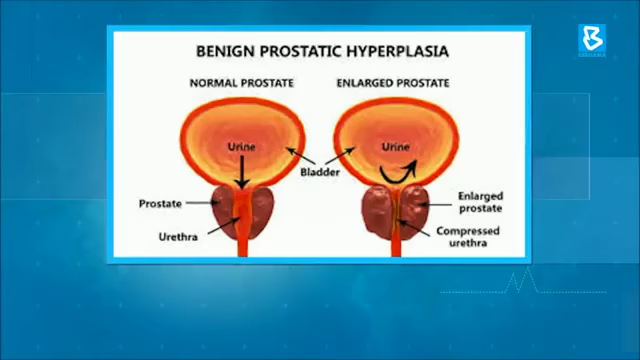 BENIGN PROSTATIC HYPERPLASIA
NORMAL PROSTATE
ENLARGED PROSTATE
Urine
Urine
Bladder
Prostate
Urethra
Enlarged
prostate
Compressed
urethra